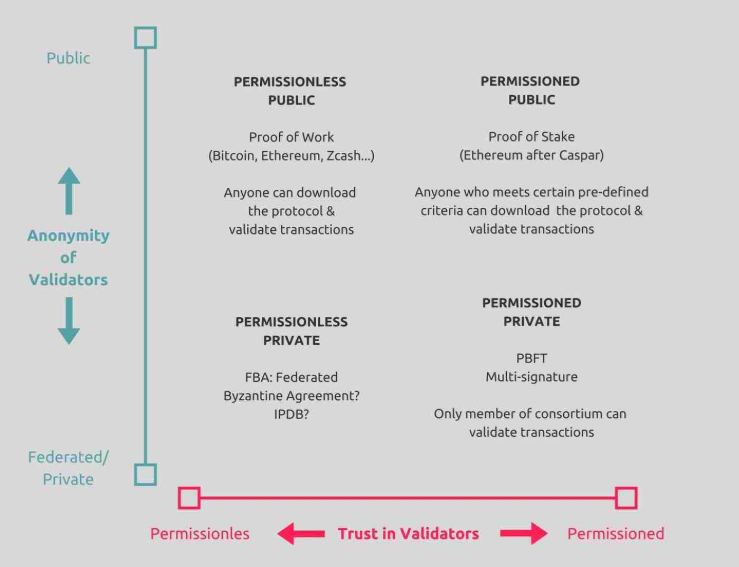 Public
PERMISSIONLESS
PUBLIC
Proof of Work
(Bitcoin, Ethereum, Zcash...)
Anyone can download
the protocol &
validate transactions
PERMISSIONED
PUBLIC
Proof of Stake
(Ethereum after Caspar)
Anyone who meets certain pre-defined
criteria can download the protocol &
validate transactions
Anonymity
of
Validators
PERMISSIONLESS
PRIVATE
FBA: Federated
Byzantine Agreement?
IPDB?
PERMISSIONED
PRIVATE
PBFT
Multi-signature
Only member of consortium can
validate transactions
Federated/
Private
Permissionles
Trust in Validators
Permissioned